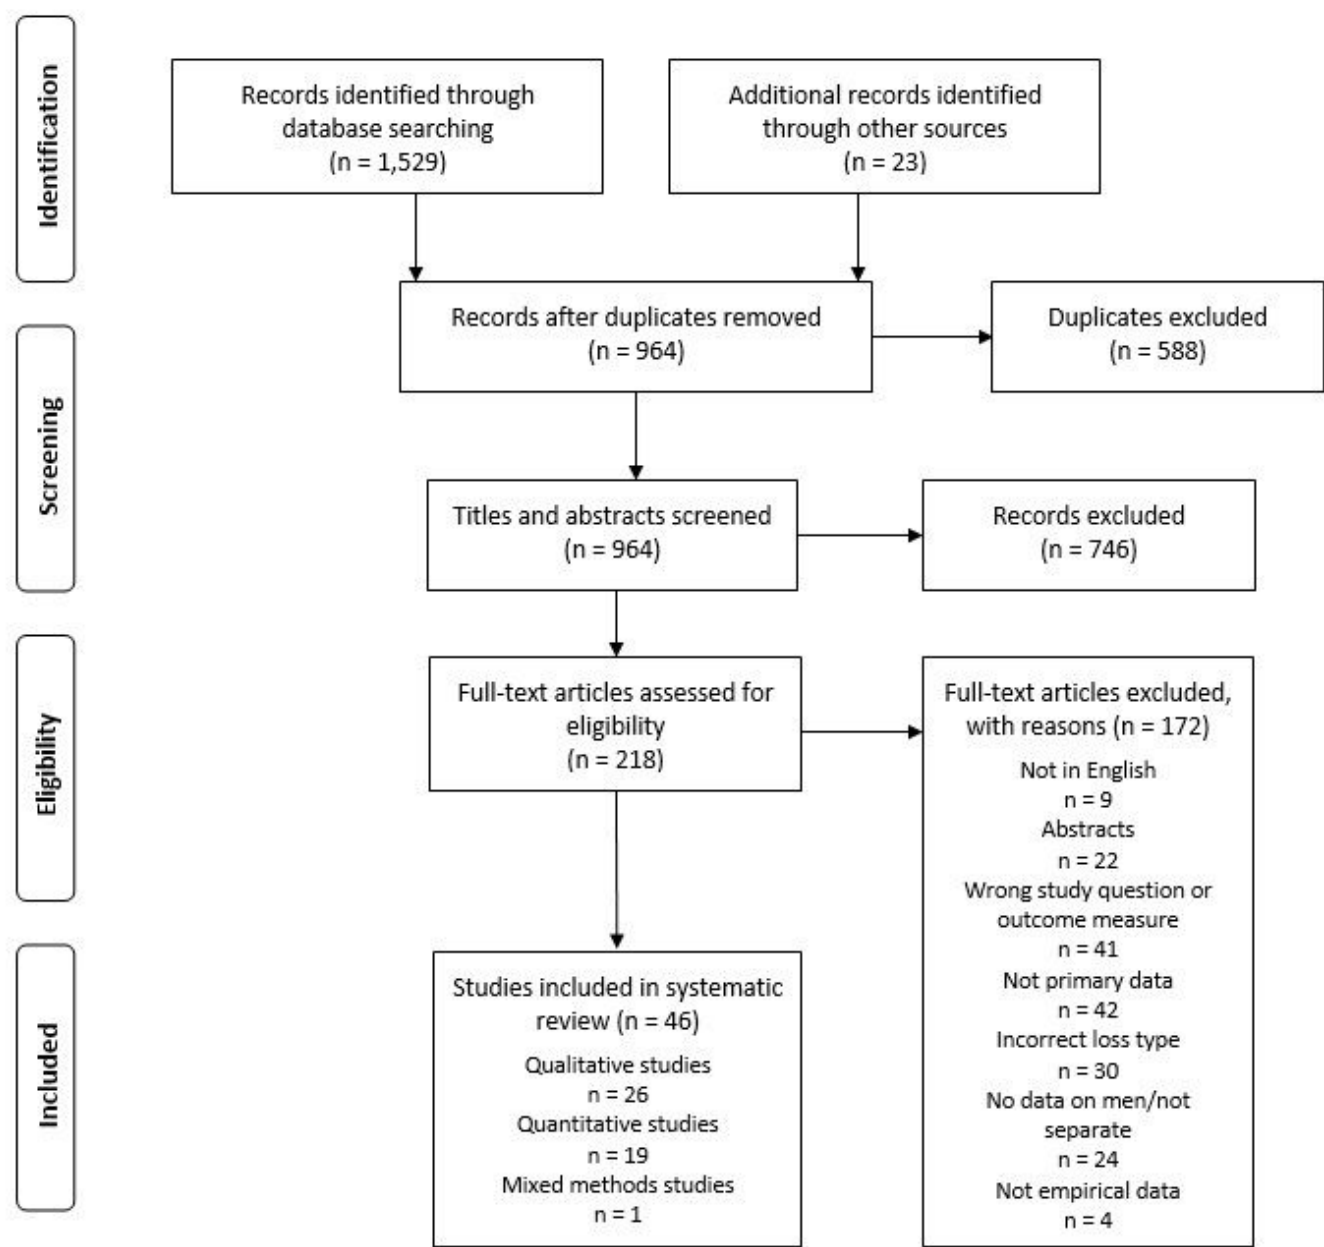 Identification
Records identified through
database searching
(n = 1,529)
Additional records identified
through other sources
(n = 23)
Records after duplicates removed
(n = 964)
Duplicates excluded
(n = 588)
Screening
Titles and abstracts screened
(n = 964)
Records excluded
(n = 746)
Eligibility
Full-text articles assessed for
eligibility
(n = 218)
Full-text articles excluded,
with reasons (n = 172)
Not in English
n = 9
Abstracts
n = 22
Wrong study question or
outcome measure
n = 41
Not primary data
n = 42
Incorrect loss type
n = 30
No data on men/not
separate
n = 24
Not empirical data
n = 4
Included
Studies included in systematic
review (n = 46)
Qualitative studies
n = 26
Quantitative studies
n = 19
Mixed methods studies
n = 1